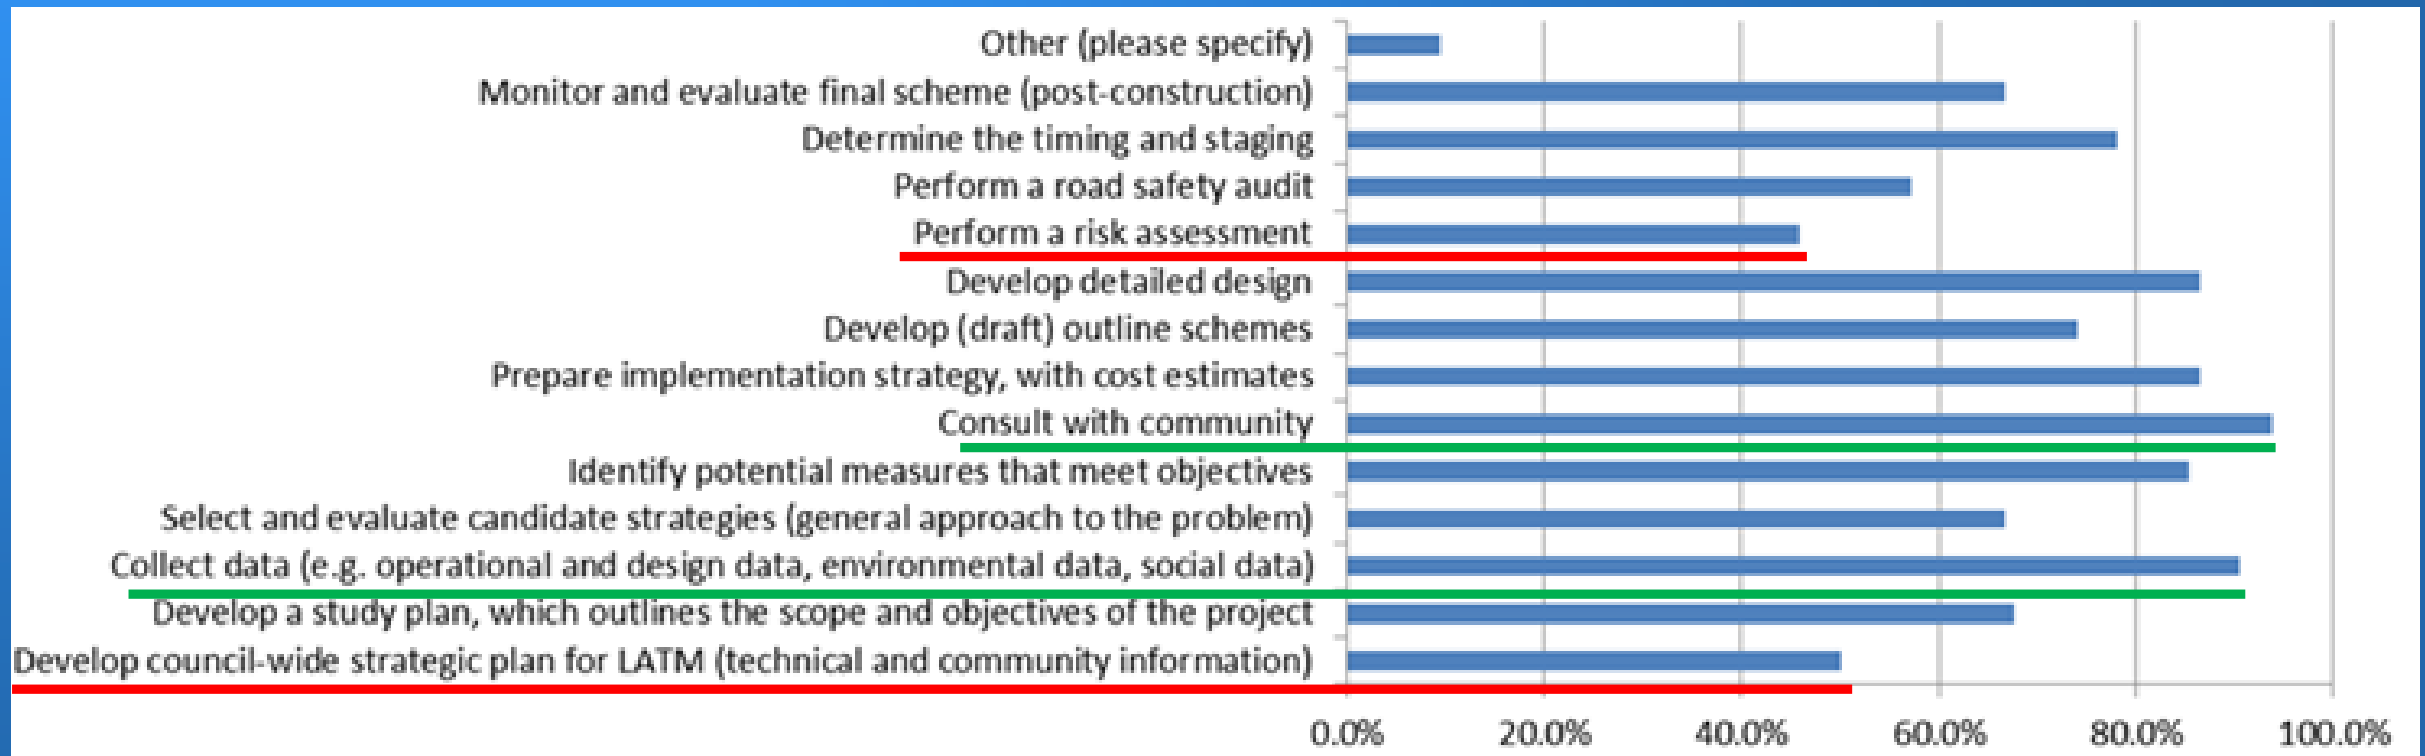 Other (please specify)
Monitor and evaluate final scheme (post-construction)
Determine the timing and staging
Perform a road safety audit
Perform a risk assessment
Develop detailed design
Develop (draft) outline schemes
Prepare implementation strategy, with cost estimates
Consult with community
Identify potential measures that meet objectives
Select and evaluate candidate strategies (general approach to the problem)
Collect data (e.g. operational and design data, environmental data, social data)
Develop a study plan, which outlines the scope and objectives of the project
Develop council-wide strategic plan for LATM (technical and community information)
0.0% 20.0% 40.0% 60.0% 80.0% 100.0%